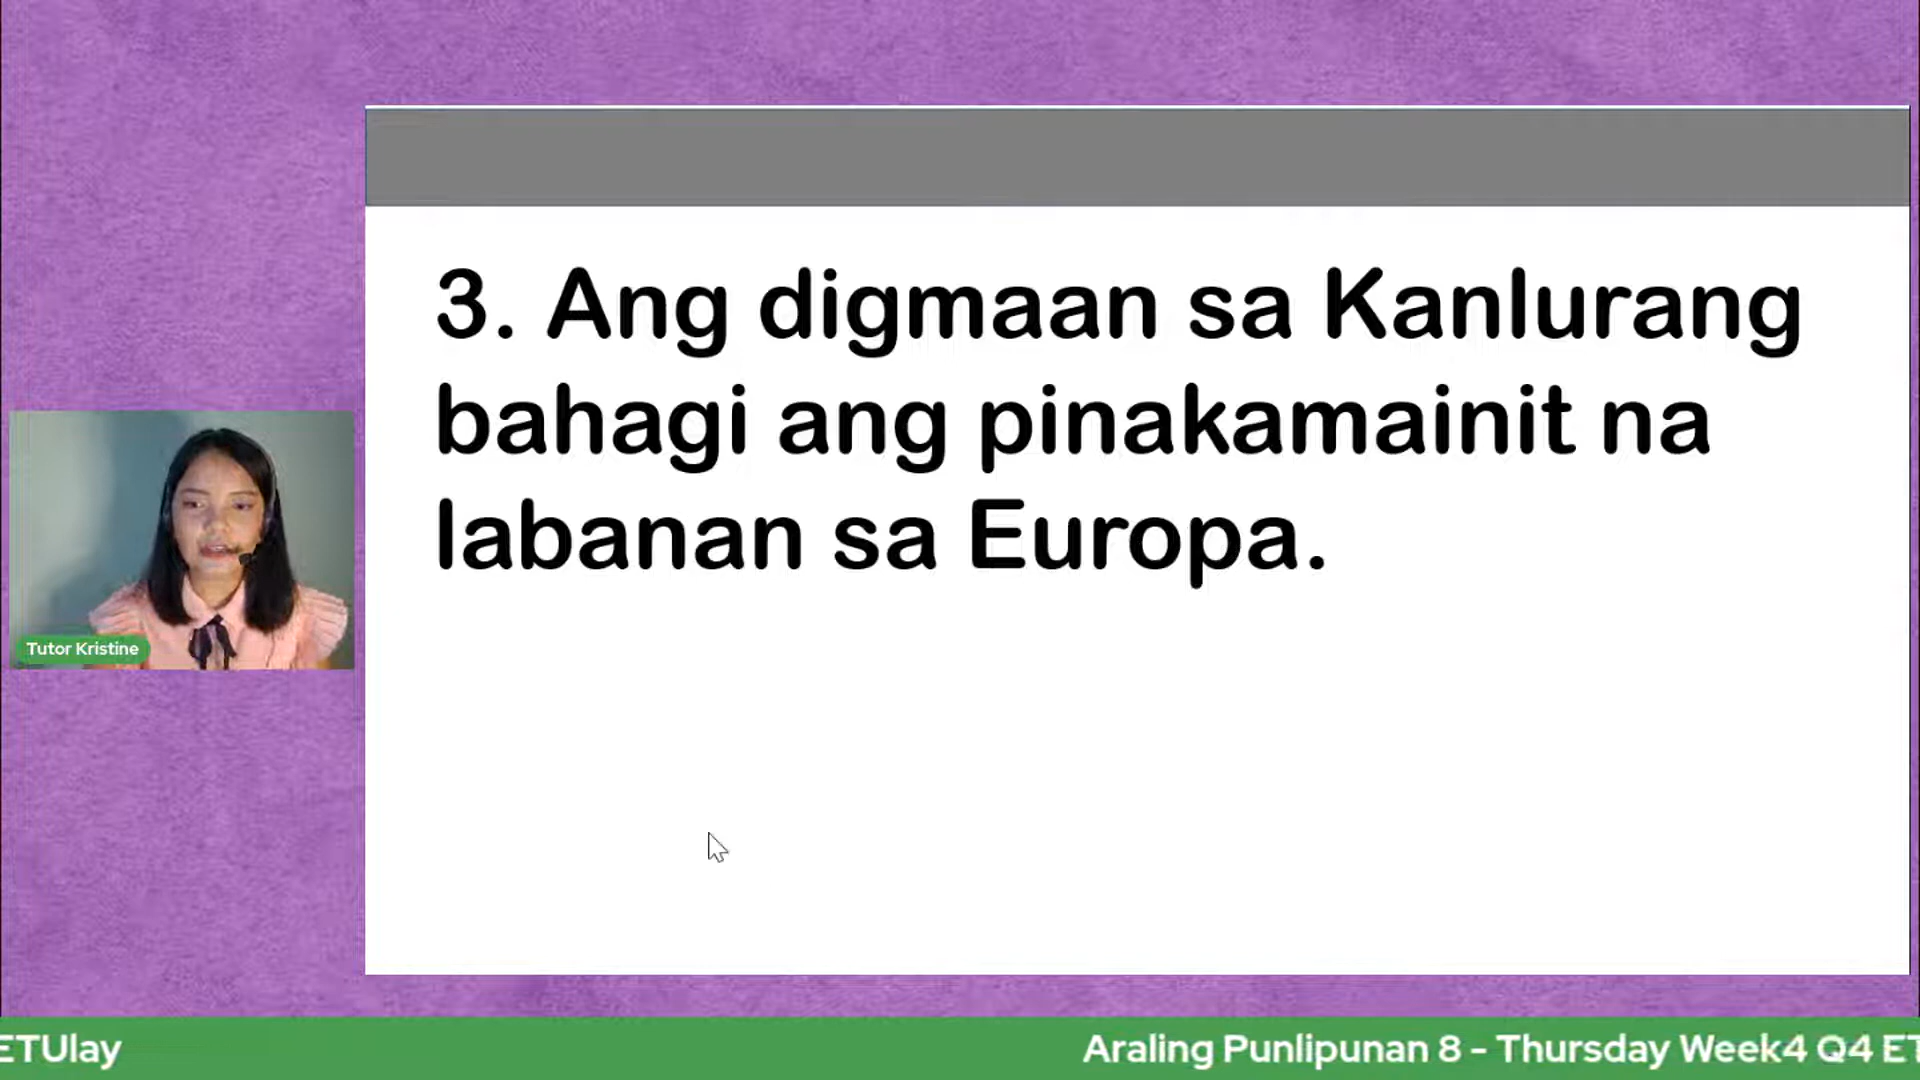 3. Ang digmaan sa Kanlurang
bahagi ang pinakamainit na
labanan sa Europa.
Tutor Kristine
ETUlay
Araling Punlipunan 8 - Thursday Week4 Q4 ET